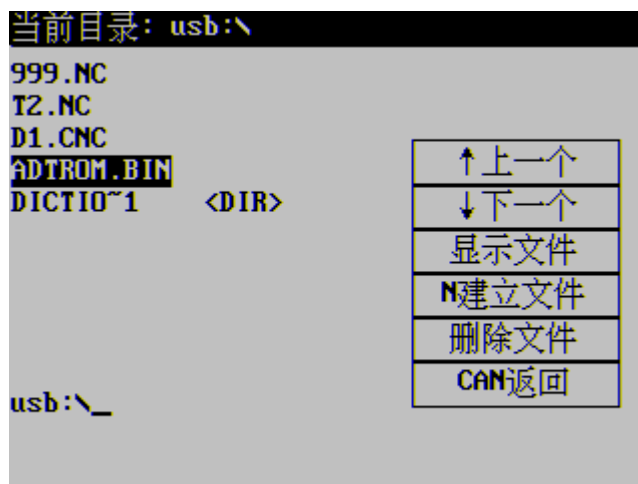 当前目录: usb:\
999.NC
T2.NC
D1.CNC
ADTROM.BIN
DICTIO~1 <DIR>
↑上一个
↓下一个
显示文件
N建立文件
删除文件
CAN返回
usb:\_